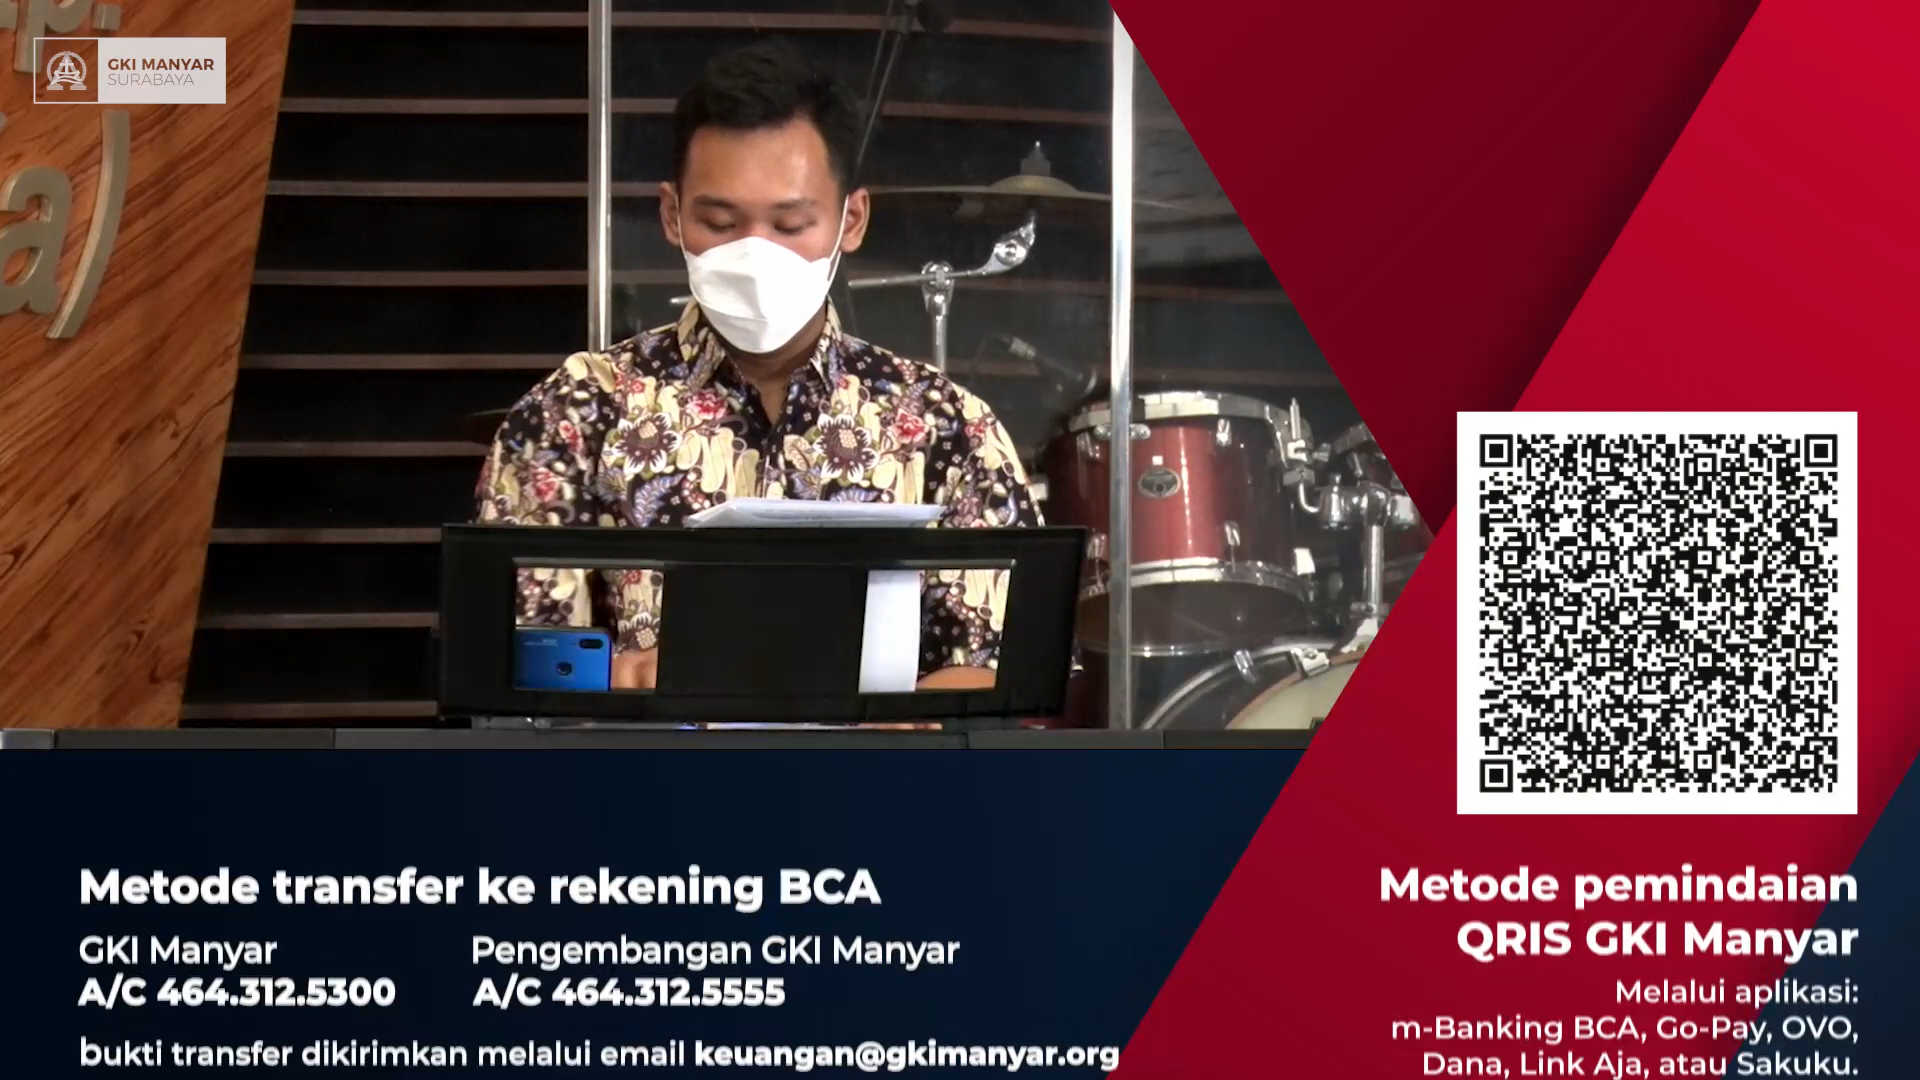 GKI MANYAR
SURABAYA
a)
Metode transfer ke rekening BCA
GKI Manyar
A/C 464.312.5300
Pengembangan GKI Manyar
A/C 464.312.5555
bukti transfer dikirimkan melalui email keuangan@gkimanyar.org
Metode pemindaian
QRIS GKI Manyar
Melalui aplikasi:
m-Banking BCA, Go-Pay, OVO,
Dana, Link Aja, atau Sakuku.